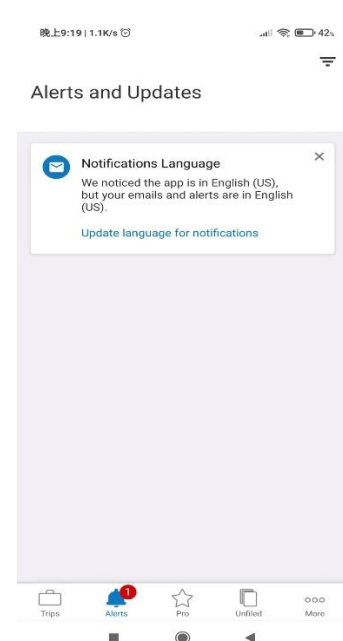 晚上9:19 | 1.1K/s
42%
Alerts and Updates
Notifications Language
We noticed the app is in English (US),
but your emails and alerts are in English
(US).
Update language for notifications
1
Trips
Alerts
Pro
Unfiled
More